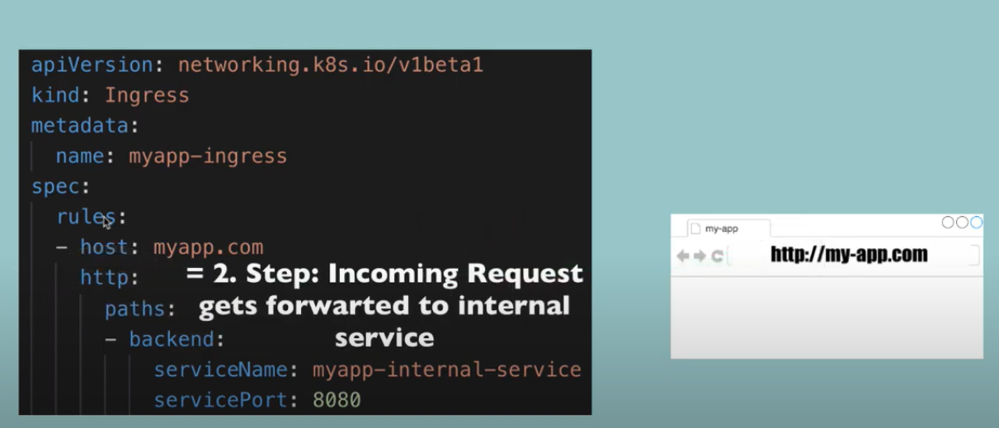 apiVersion: networking.k8s.io/v1beta1
kind: Ingress
metadata:
name: myapp-ingress
spec:
rules:
- host: myapp.com
http:
= 2. Step: Incoming Request
gets forwarted to internal
service
paths:
- backend:
serviceName: myapp-internal-service
servicePort: 8080
my-app
http://my-app.com